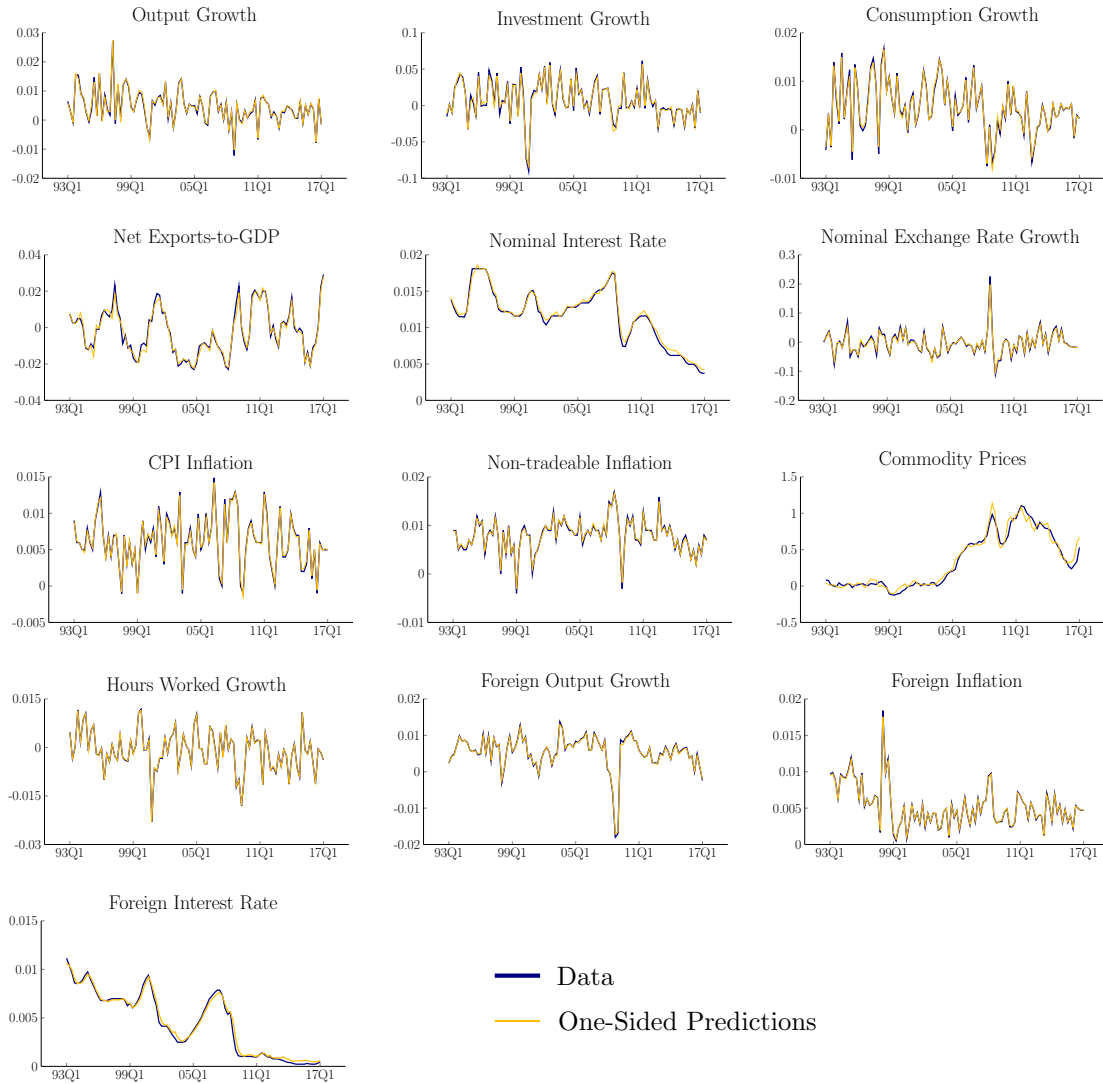 Output Growth
0.03
0.02
0.01
0
-0.01
-0.02
93Q1 99Q1 05Q1 11Q1 17Q1
Investment Growth
0.1
0.05
0
-0.05
-0.1
93Q1 99Q1 05Q1 11Q1 17Q1
Consumption Growth
0.02
0.01
0
-0.01
93Q1 99Q1 05Q1 11Q1 17Q1
Net Exports-to-GDP
0.04
0.02
0
-0.02
-0.04
93Q1 99Q1 05Q1 11Q1 17Q1
Nominal Interest Rate
0.02
0.015
0.01
0.005
0
93Q1 99Q1 05Q1 11Q1 17Q1
Nominal Exchange Rate Growth
0.3
0.2
0.1
0
-0.1
-0.2
93Q1 99Q1 05Q1 11Q1 17Q1
CPI Inflation
0.015
0.01
0.005
0
-0.005
93Q1 99Q1 05Q1 11Q1 17Q1
Non-tradeable Inflation
0.02
0.01
0
-0.01
93Q1 99Q1 05Q1 11Q1 17Q1
Commodity Prices
1.5
1
0.5
0
-0.5
93Q1 99Q1 05Q1 11Q1 17Q1
Hours Worked Growth
0.015
0
-0.015
-0.03
93Q1 99Q1 05Q1 11Q1 17Q1
Foreign Output Growth
0.02
0.01
0
-0.01
-0.02
93Q1 99Q1 05Q1 11Q1 17Q1
Foreign Inflation
0.02
0.015
0.01
0.005
0
93Q1 99Q1 05Q1 11Q1 17Q1
Foreign Interest Rate
0.015
0.01
0.005
0
93Q1 99Q1 05Q1 11Q1 17Q1
Data
One-Sided Predictions